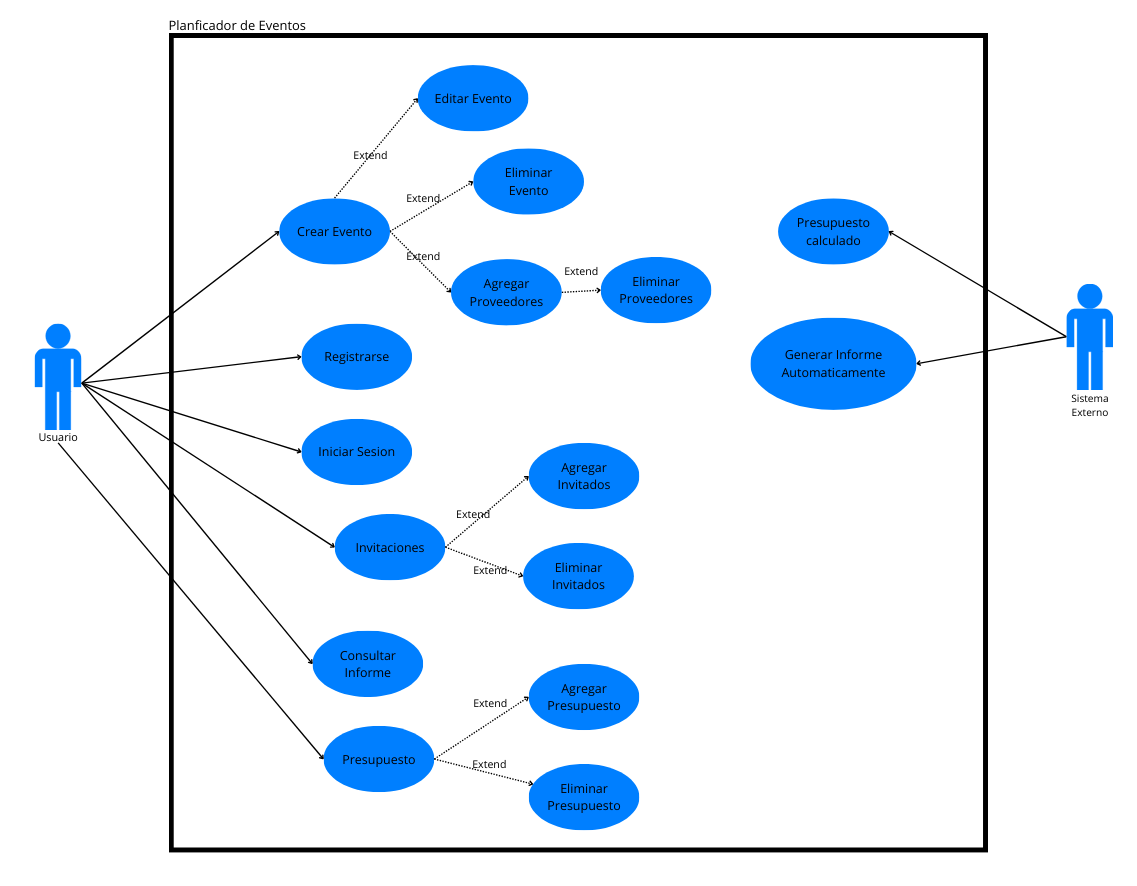 Planficador de Eventos
Editar Evento
Extend
Eliminar
Evento
Extend
Crear Evento
Extend
Agregar
Proveedores
Extend
Eliminar
Proveedores
Presupuesto
calculado
Registrarse
Generar Informe
Automaticamente
Sistema
Externo
Usuario
Iniciar Sesion
Agregar
Invitados
Extend
Invitaciones
Extend
Eliminar
Invitados
Consultar
Informe
Agregar
Presupuesto
Extend
Presupuesto
Extend
Eliminar
Presupuesto